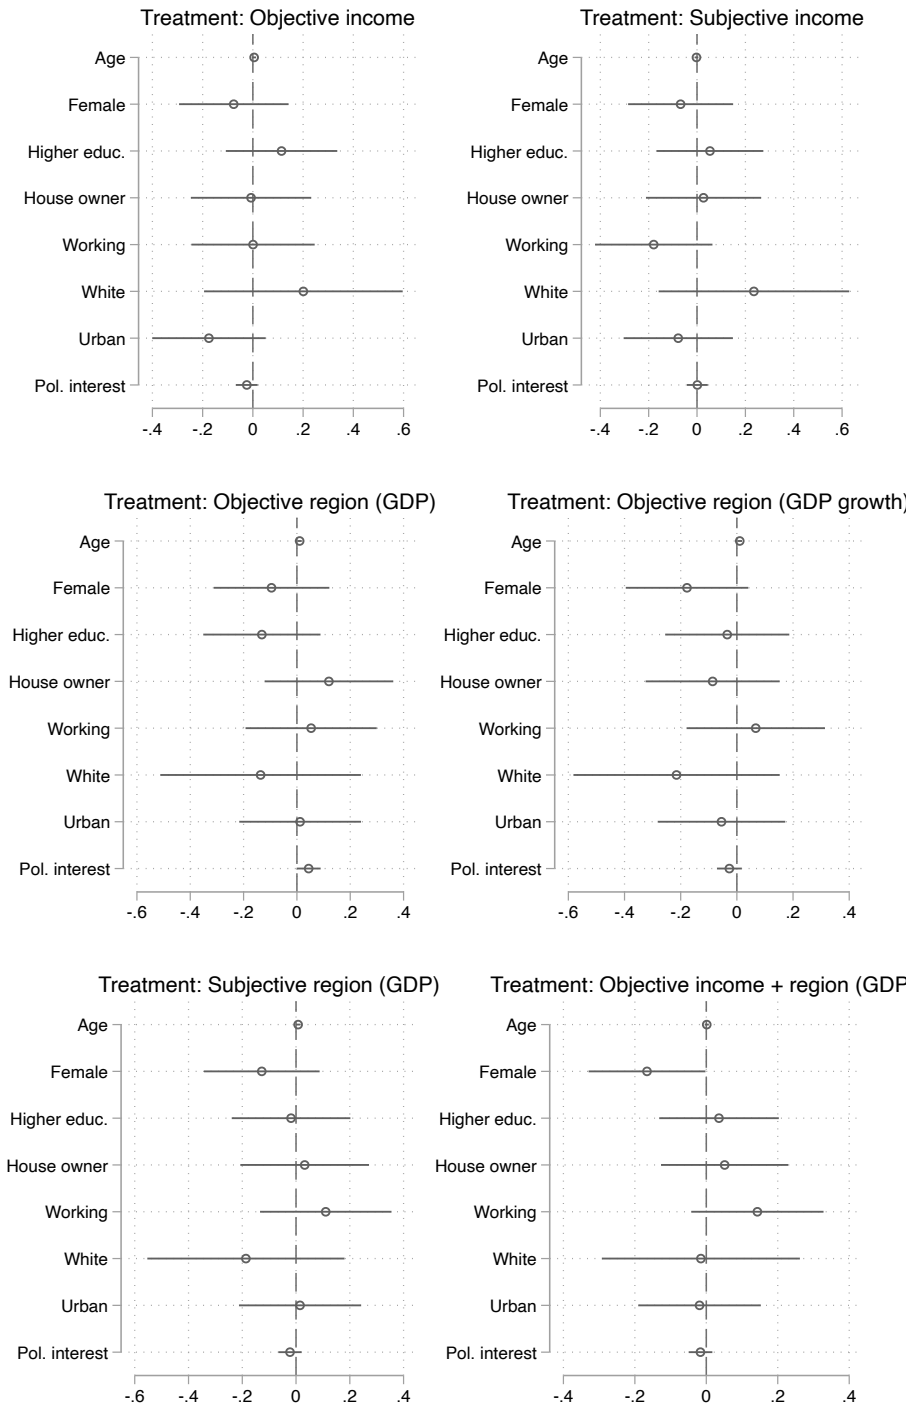 Treatment: Objective income
Age
Female
Higher educ.
House owner
Working
White
Urban
Pol. interest
-.4 -.2 0 .2 .4 .6
Treatment: Subjective income
Age
Female
Higher educ.
House owner
Working
White
Urban
Pol. interest
-.4 -.2 0 .2 .4 .6
Treatment: Objective region (GDP)
Age
Female
Higher educ.
House owner
Working
White
Urban
Pol. interest
-.6 -.4 -.2 0 .2 .4
Treatment: Objective region (GDP growth)
Age
Female
Higher educ.
House owner
Working
White
Urban
Pol. interest
-.6 -.4 -.2 0 .2 .4
Treatment: Subjective region (GDP)
Age
Female
Higher educ.
House owner
Working
White
Urban
Pol. interest
-.6 -.4 -.2 0 .2 .4
Treatment: Objective income + region (GDP
Age
Female
Higher educ.
House owner
Working
White
Urban
Pol. interest
-.4 -.2 0 .2 .4